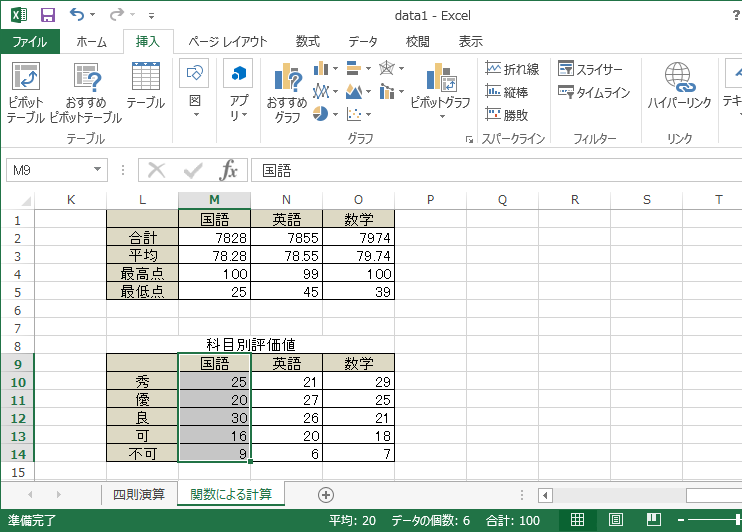 data1 - Excel
?
ファイル ホーム 挿入 ページ レイアウト 数式 データ 校閲 表示
ピボット テーブル
おすすめ ピボットテーブル
テーブル
図
アプリ
おすすめ グラフ
ピボットグラフ
折れ線
縦棒
勝敗
スライサー
タイムライン
ハイパーリンク
テキ
テーブル グラフ スパークライン フィルター リンク
M9 fx 国語
K L M N O P Q R S T
1 国語 英語 数学
2 合計 7828 7855 7974
3 平均 78.28 78.55 79.74
4 最高点 100 99 100
5 最低点 25 45 39
6
7
8 科目別評価値
9 国語 英語 数学
10 秀 25 21 29
11 優 20 27 25
12 良 30 26 21
13 可 16 20 18
14 不可 9 6 7
15
四則演算 関数による計算
準備完了 平均: 20 データの個数: 6 合計: 100